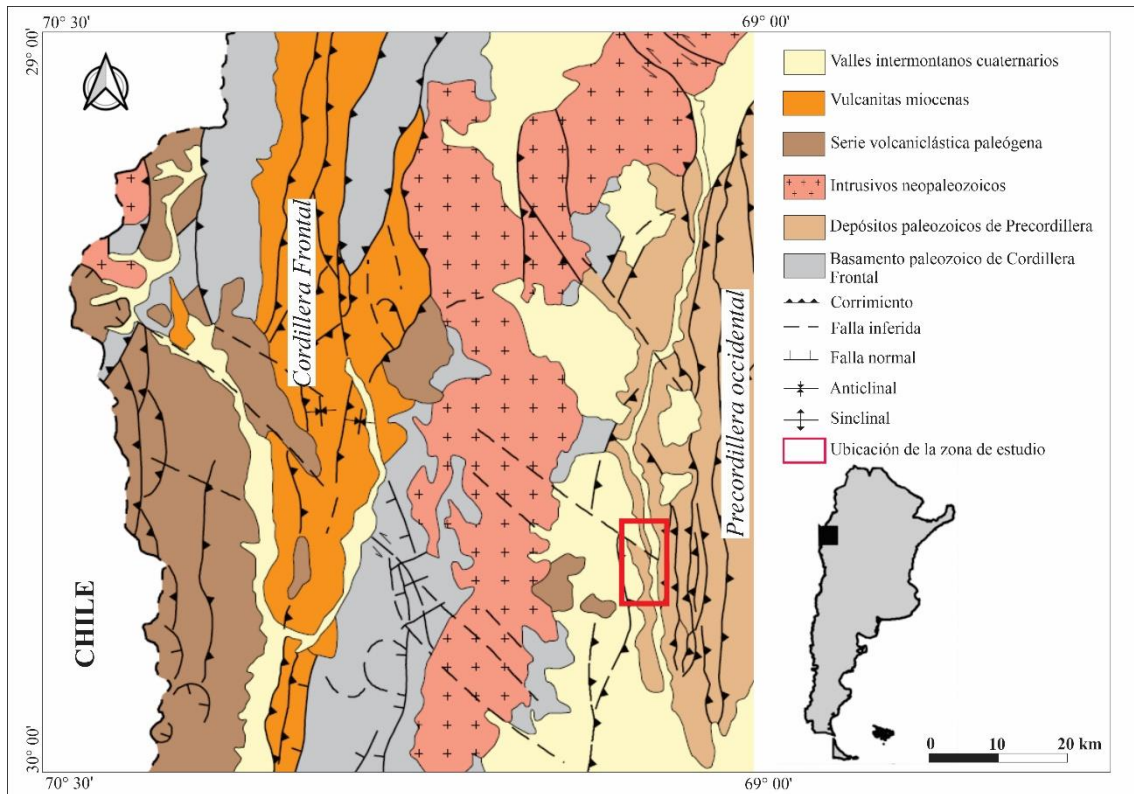 70° 30'
69° 00'
29° 00'
Cordillera Frontal
Precordillera occidental
CHILE
30° 00'
70° 30'
69° 00'
Valles intermontanos cuaternarios
Vulcanitas miocenas
Serie volcaniclástica paleógena
Intrusivos neopaleozoicos
Depósitos paleozoicos de Precordillera
Basamento paleozoico de Cordillera
Frontal
Corrimiento
Falla inferida
Falla normal
Anticlinal
Sinclinal
Ubicación de la zona de estudio
0 10 20 km